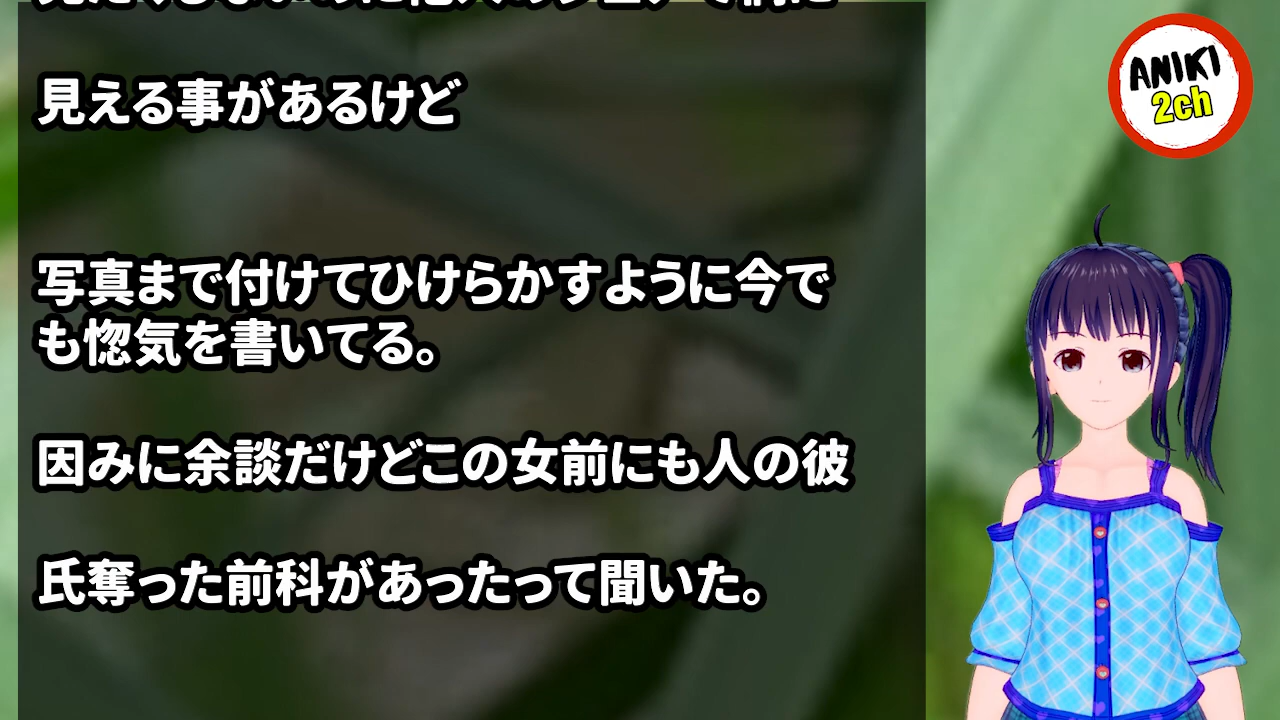 見える事があるけど
写真まで付けてひけらかすように今で
も惚気を書いてる。
因みに余談だけどこの女前にも人の彼
氏奪った前科があったって聞いた。
ANIKI
2ch